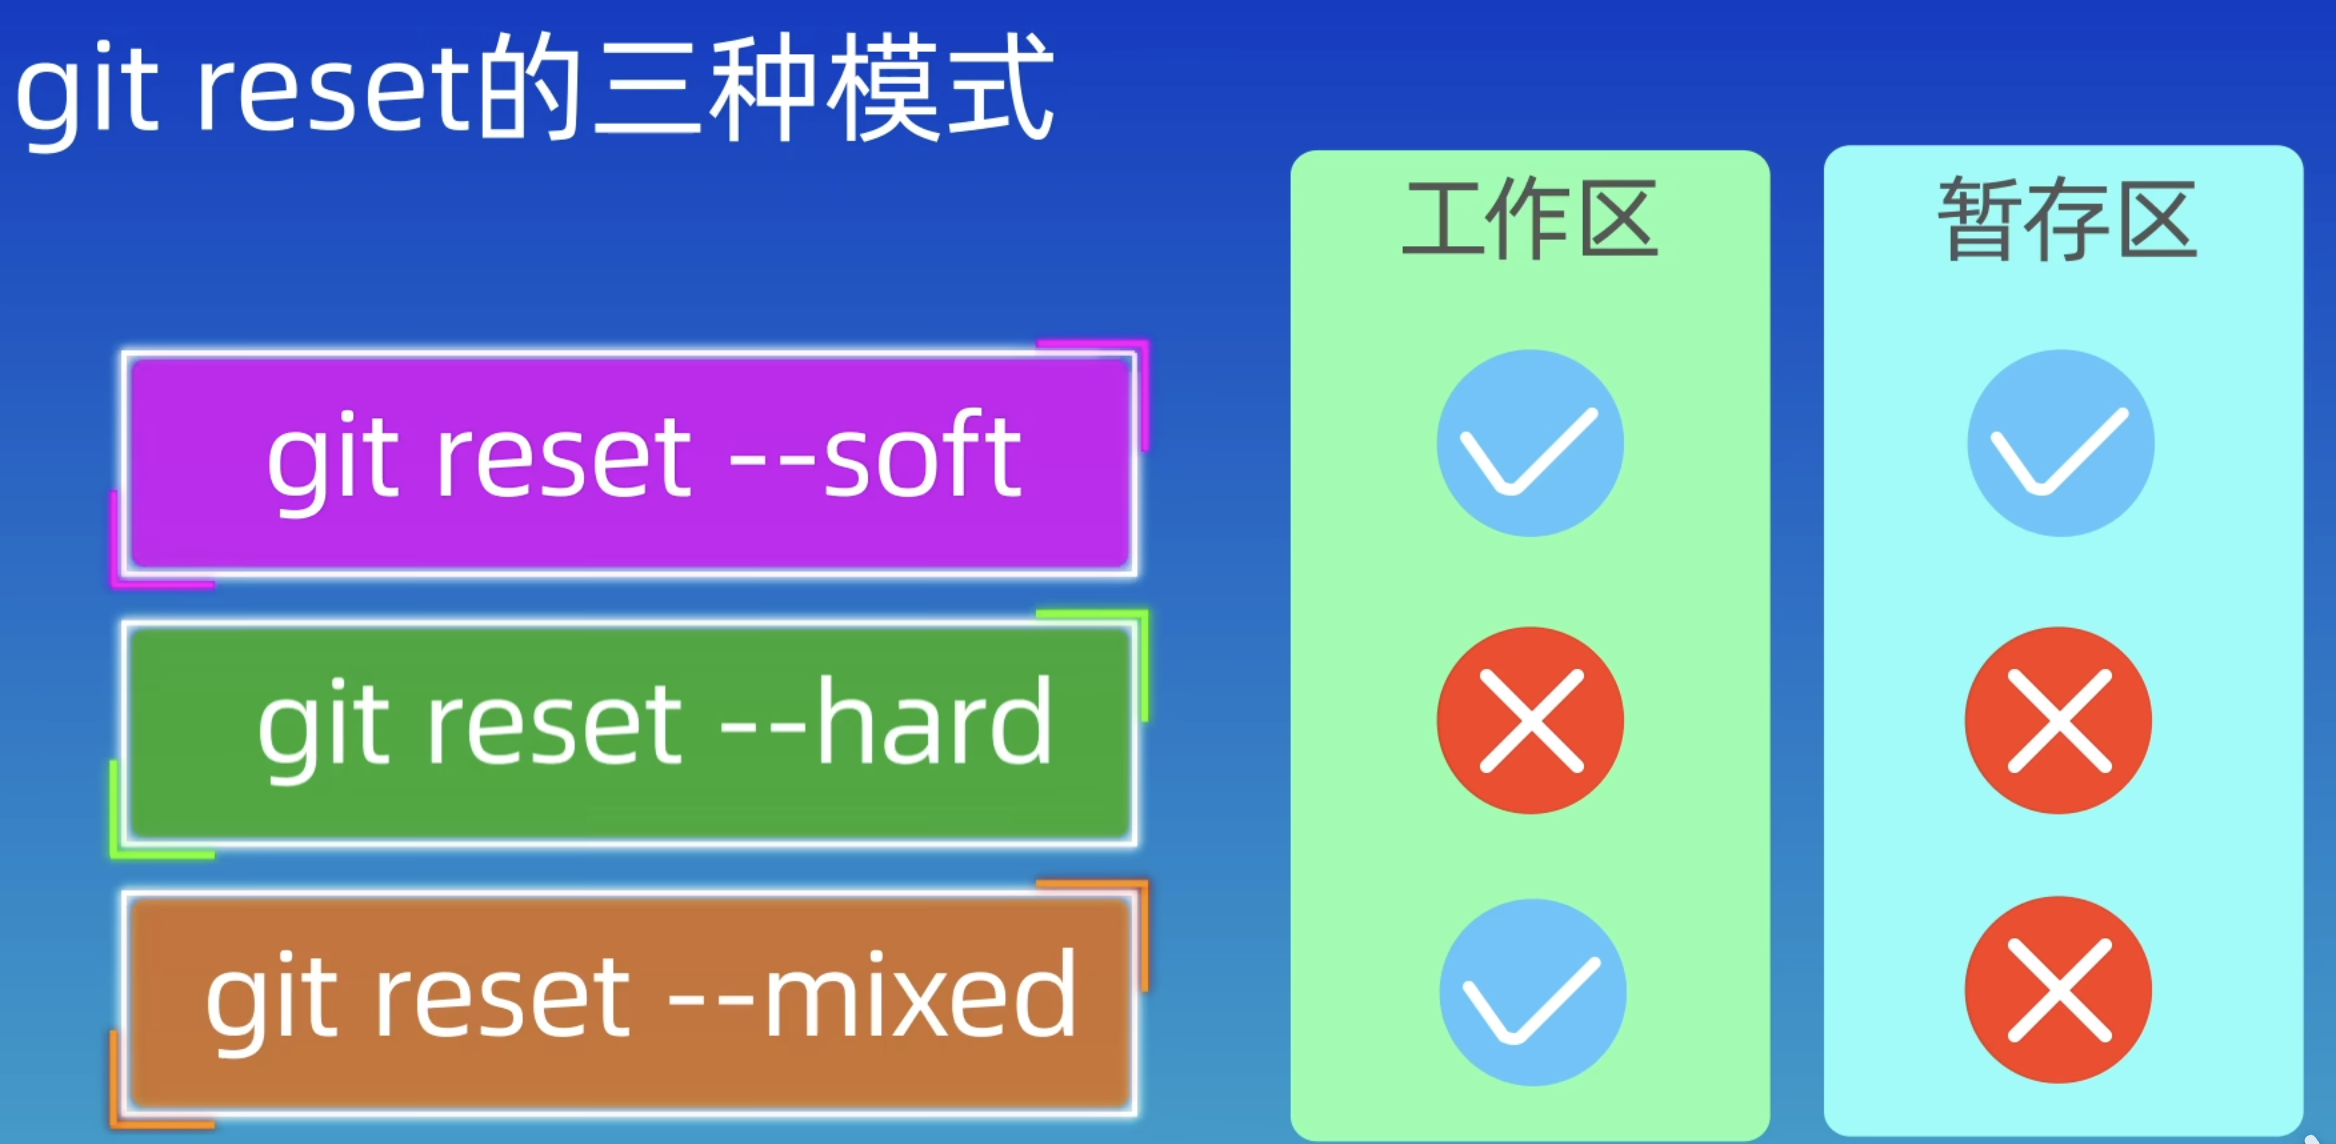 git reset的三种模式
工作区
暂存区
git reset --soft
git reset --hard
git reset --mixed